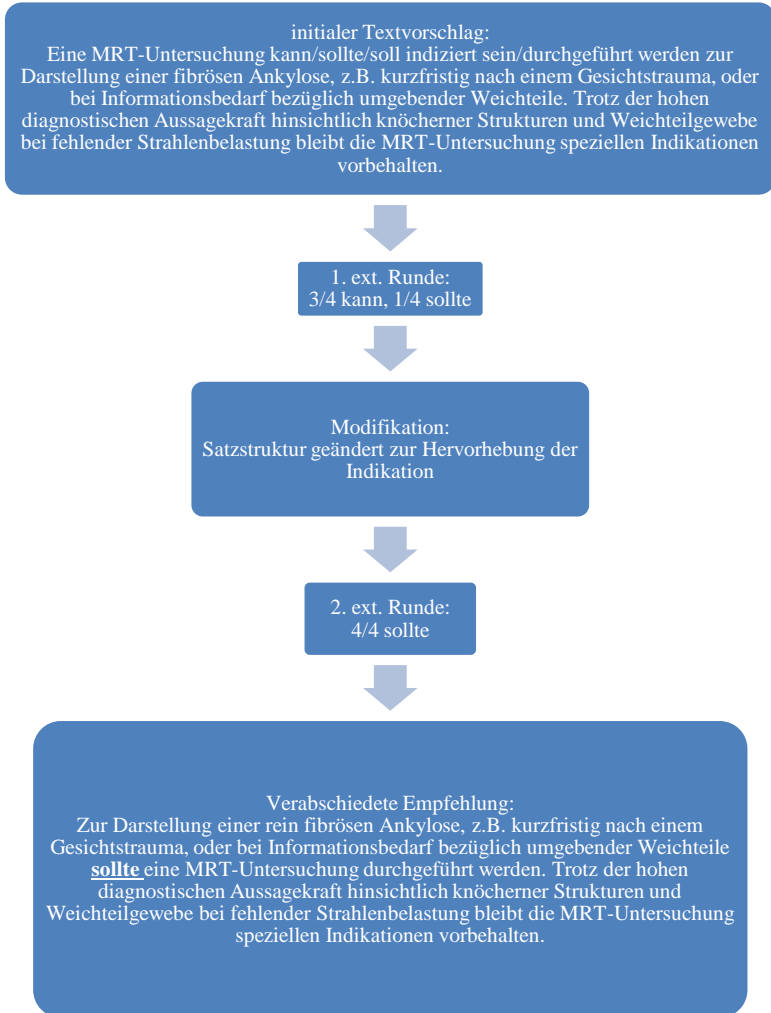 initialer Textvorschlag:
Eine MRT-Untersuchung kann/sollte/soll indiziert sein/durchgeführt werden zur
Darstellung einer fibrösen Ankylose, z.B. kurzfristig nach einem Gesichtstrauma, oder
bei Informationsbedarf bezüglich umgebender Weichteile. Trotz der hohen
diagnostischen Aussagekraft hinsichtlich knöcherner Strukturen und Weichteilgewebe
bei fehlender Strahlenbelastung bleibt die MRT-Untersuchung speziellen Indikationen
vorbehalten.
1. ext. Runde:
3/4 kann, 1/4 sollte
Modifikation:
Satzstruktur geändert zur Hervorhebung der
Indikation
2. ext. Runde:
4/4 sollte
Verabschiedete Empfehlung:
Zur Darstellung einer rein fibrösen Ankylose, z.B. kurzfristig nach einem
Gesichtstrauma, oder bei Informationsbedarf bezüglich umgebender Weichteile
sollte eine MRT-Untersuchung durchgeführt werden. Trotz der hohen
diagnostischen Aussagekraft hinsichtlich knöcherner Strukturen und
Weichteilgewebe bei fehlender Strahlenbelastung bleibt die MRT-Untersuchung
speziellen Indikationen vorbehalten.